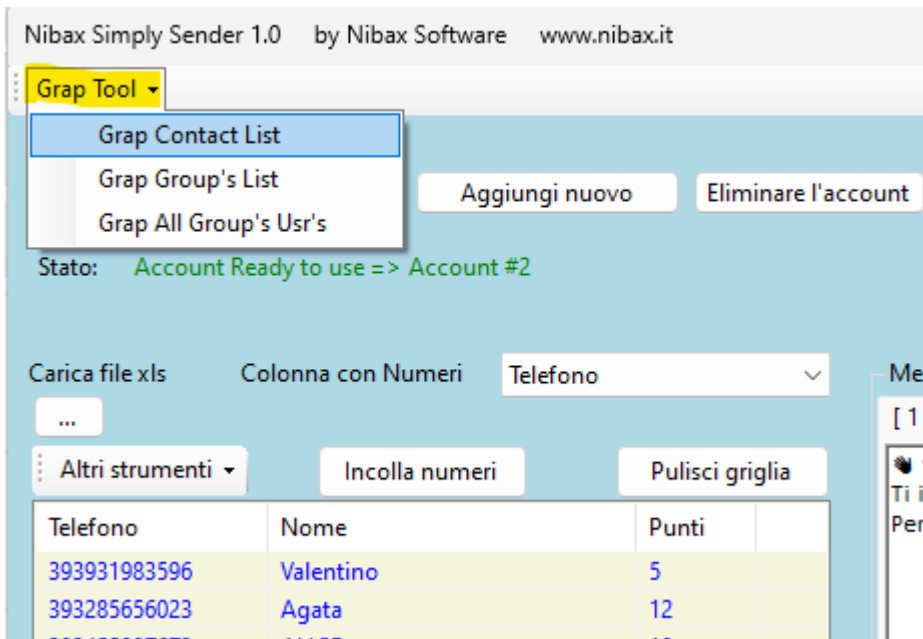 Nibax Simply Sender 1.0 by Nibax Software www.nibax.it
Grap Tool
Grap Contact List
Grap Group's List
Grap All Group's Usr's
Aggiungi nuovo Eliminare l'account
Stato: Account Ready to use => Account #2
Carica file xls Colonna con Numeri Telefono
...
Altri strumenti Incolla numeri Pulisci griglia
Telefono Nome Punti
393931983596 Valentino 5
393285656023 Agata 12
Me
[ 1
Ti i
Per